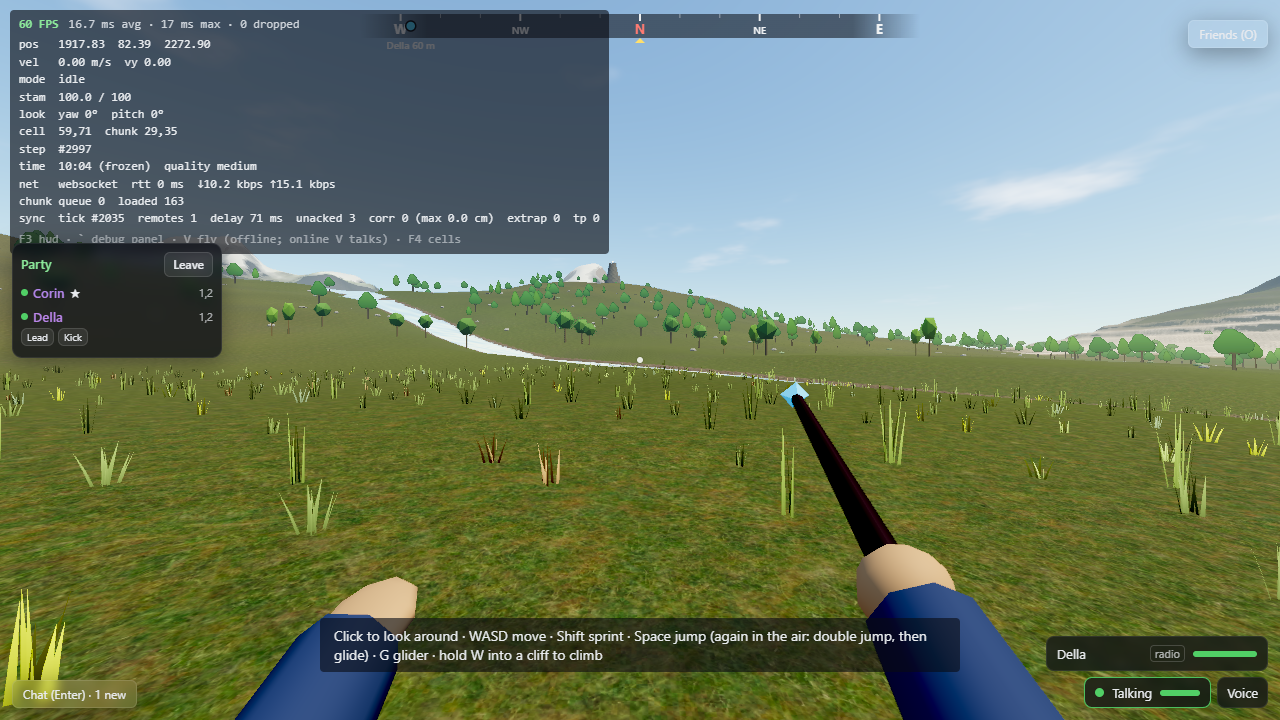 60 FPS 16.7 ms avg · 17 ms max · 0 dropped
pos 1917.83 82.39 2272.90
vel 0.00 m/s vy 0.00
mode idle
stam 100.0 / 100
look yaw 0° pitch 0°
cell 59,71 chunk 29,35
step #2997
time 10:04 (frozen) quality medium
net websocket rtt 0 ms ↓10.2 kbps ↑15.1 kbps
chunk queue 0 loaded 163
sync tick #2035 remotes 1 delay 71 ms unacked 3 corr 0 (max 0.0 cm) extrap 0 tp 0
F3 hud · ` debug panel · V fly (offline; online V talks) · F4 cells
W NW N NE E
Della 60 m
Friends (O)
Party Leave
Corin ★ 1,2
Della 1,2
Lead Kick
Click to look around · WASD move · Shift sprint · Space jump (again in the air: double jump, then
glide) · G glider · hold W into a cliff to climb
Della radio
Chat (Enter) · 1 new
Talking Voice